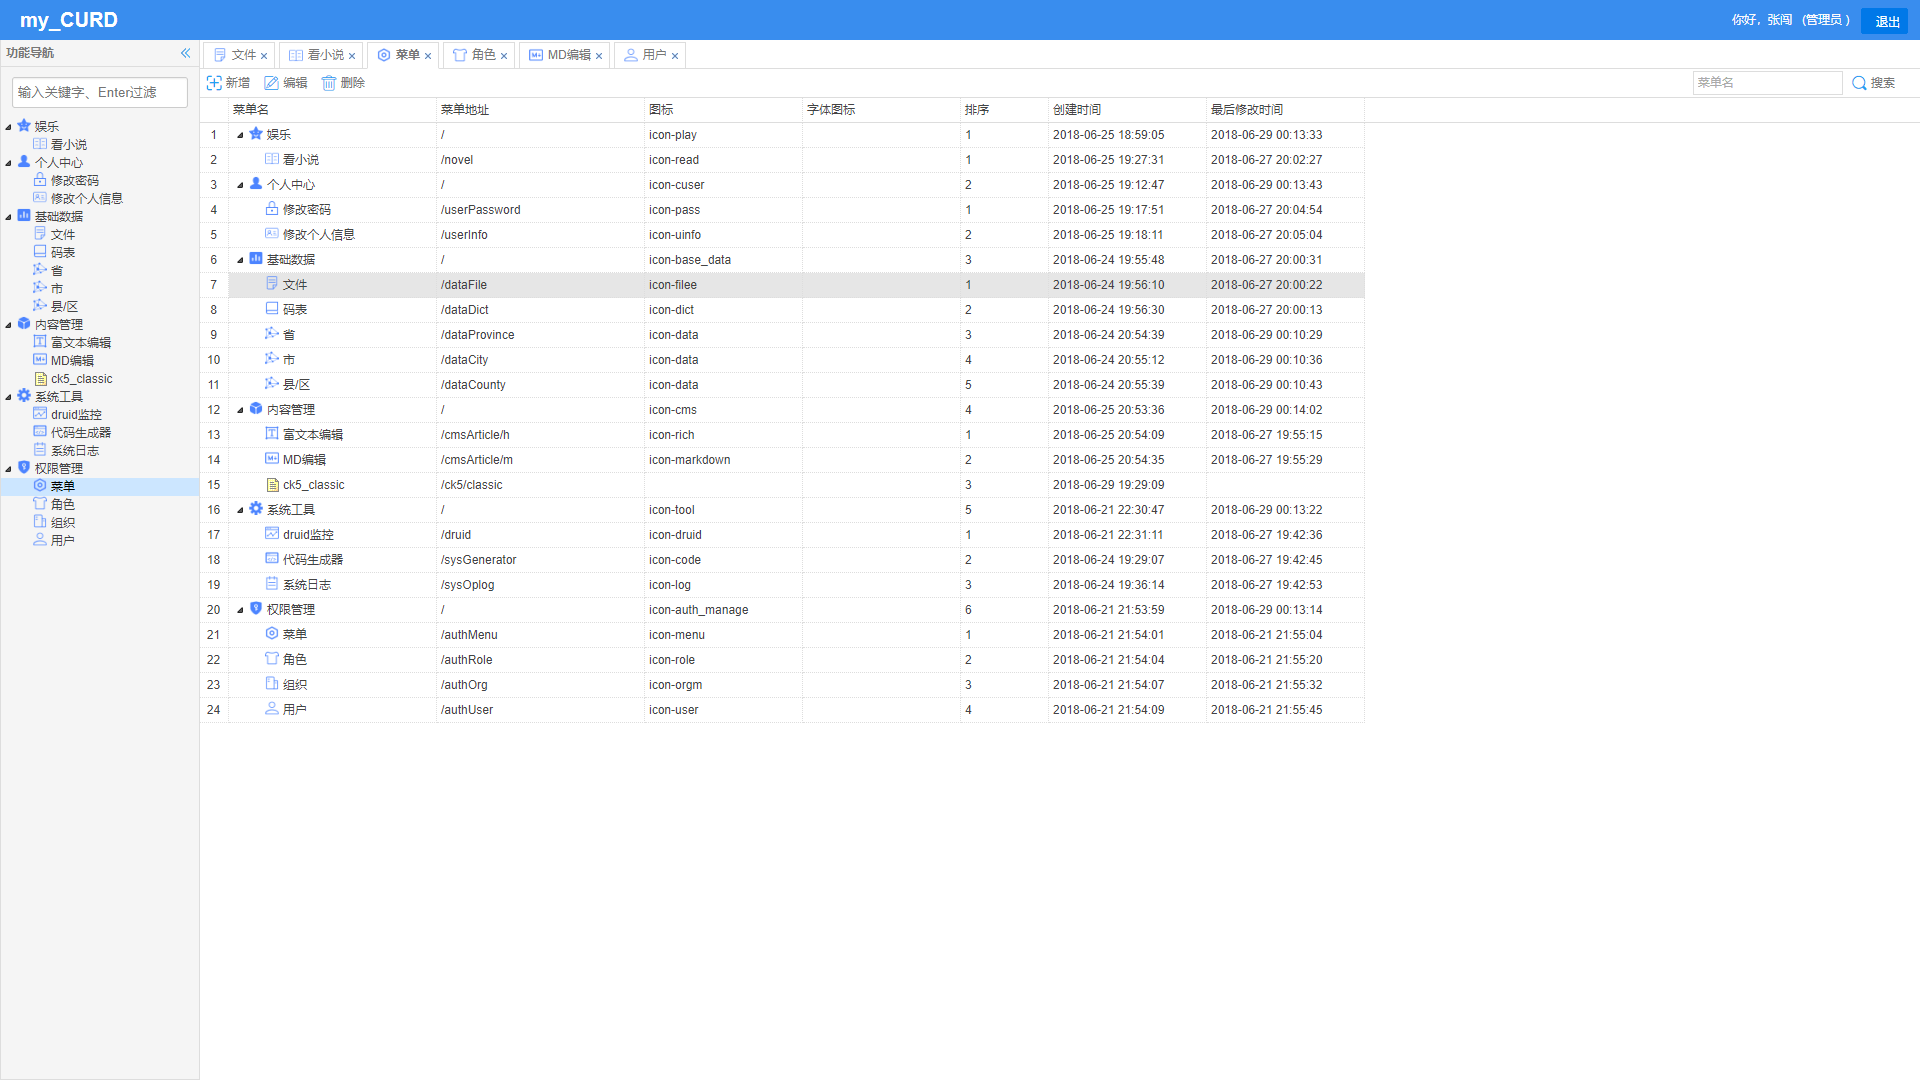 my_CURD
你好，张闯 （管理员 ）
退出
功能导航
输入关键字、Enter过滤
娱乐
看小说
个人中心
修改密码
修改个人信息
基础数据
文件
码表
省
市
县/区
内容管理
富文本编辑
MD编辑
ck5_classic
系统工具
druid监控
代码生成器
系统日志
权限管理
菜单
角色
组织
用户
文件 看小说 菜单 角色 MD编辑 用户
新增 编辑 删除 菜单名 搜索
菜单名 菜单地址 图标 字体图标 排序 创建时间 最后修改时间
1 娱乐 / icon-play 1 2018-06-25 18:59:05 2018-06-29 00:13:33
2 看小说 /novel icon-read 1 2018-06-25 19:27:31 2018-06-27 20:02:27
3 个人中心 / icon-cuser 2 2018-06-25 19:12:47 2018-06-29 00:13:43
4 修改密码 /userPassword icon-pass 1 2018-06-25 19:17:51 2018-06-27 20:04:54
5 修改个人信息 /userInfo icon-uinfo 2 2018-06-25 19:18:11 2018-06-27 20:05:04
6 基础数据 / icon-base_data 3 2018-06-24 19:55:48 2018-06-27 20:00:31
7 文件 /dataFile icon-filee 1 2018-06-24 19:56:10 2018-06-27 20:00:22
8 码表 /dataDict icon-dict 2 2018-06-24 19:56:30 2018-06-27 20:00:13
9 省 /dataProvince icon-data 3 2018-06-24 20:54:39 2018-06-29 00:10:29
10 市 /dataCity icon-data 4 2018-06-24 20:55:12 2018-06-29 00:10:36
11 县/区 /dataCounty icon-data 5 2018-06-24 20:55:39 2018-06-29 00:10:43
12 内容管理 / icon-cms 4 2018-06-25 20:53:36 2018-06-29 00:14:02
13 富文本编辑 /cmsArticle/h icon-rich 1 2018-06-25 20:54:09 2018-06-27 19:55:15
14 MD编辑 /cmsArticle/m icon-markdown 2 2018-06-25 20:54:35 2018-06-27 19:55:29
15 ck5_classic /ck5/classic 3 2018-06-29 19:29:09
16 系统工具 / icon-tool 5 2018-06-21 22:30:47 2018-06-29 00:13:22
17 druid监控 /druid icon-druid 1 2018-06-21 22:31:11 2018-06-27 19:42:36
18 代码生成器 /sysGenerator icon-code 2 2018-06-24 19:29:07 2018-06-27 19:42:45
19 系统日志 /sysOplog icon-log 3 2018-06-24 19:36:14 2018-06-27 19:42:53
20 权限管理 / icon-auth_manage 6 2018-06-21 21:53:59 2018-06-29 00:13:14
21 菜单 /authMenu icon-menu 1 2018-06-21 21:54:01 2018-06-21 21:55:04
22 角色 /authRole icon-role 2 2018-06-21 21:54:04 2018-06-21 21:55:20
23 组织 /authOrg icon-orgm 3 2018-06-21 21:54:07 2018-06-21 21:55:32
24 用户 /authUser icon-user 4 2018-06-21 21:54:09 2018-06-21 21:55:45